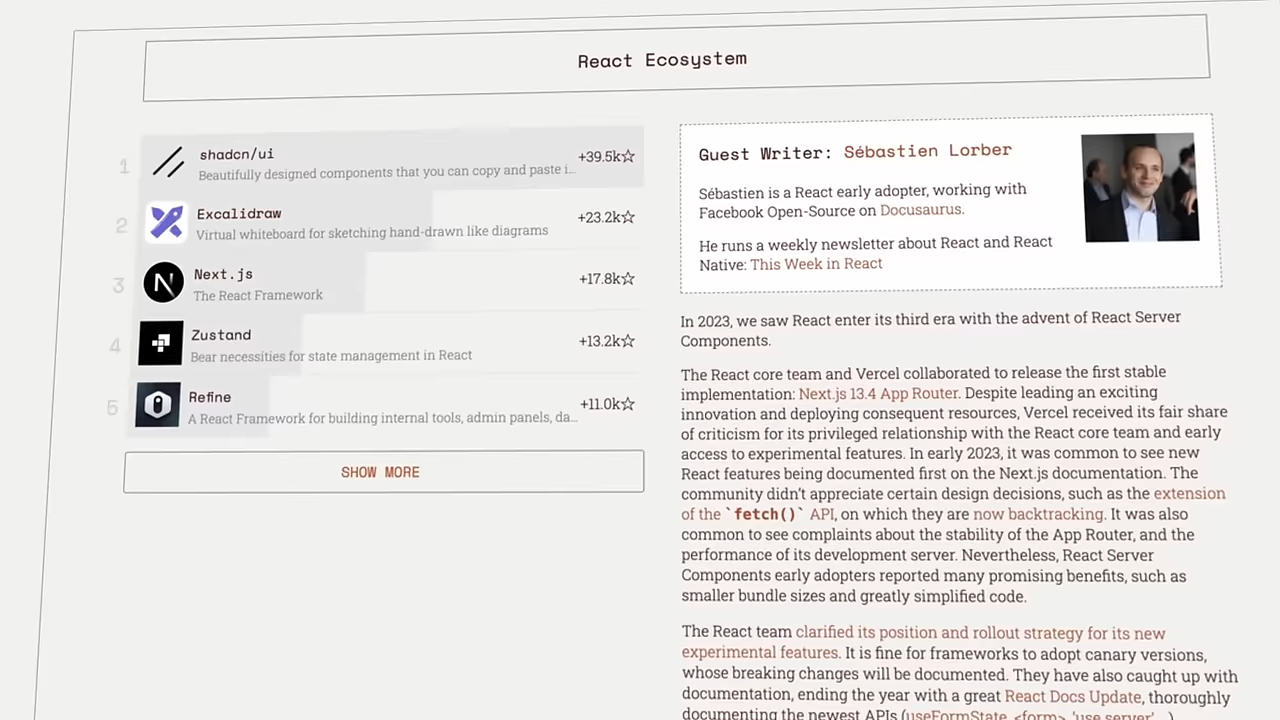 React Ecosystem
1
shadcn/ui
Beautifully designed components that you can copy and paste i...
+39.5k☆
2
Excalidraw
Virtual whiteboard for sketching hand-drawn like diagrams
+23.2k☆
3
Next.js
The React Framework
+17.8k☆
4
Zustand
Bear necessities for state management in React
+13.2k☆
5
Refine
A React Framework for building internal tools, admin panels, da...
+11.0k☆
SHOW MORE
Guest Writer: Sébastien Lorber
Sébastien is a React early adopter, working with
Facebook Open-Source on Docusaurus.
He runs a weekly newsletter about React and React
Native: This Week in React
In 2023, we saw React enter its third era with the advent of React Server
Components.
The React core team and Vercel collaborated to release the first stable
implementation: Next.js 13.4 App Router. Despite leading an exciting
innovation and deploying consequent resources, Vercel received its fair share
of criticism for its privileged relationship with the React core team and early
access to experimental features. In early 2023, it was common to see new
React features being documented first on the Next.js documentation. The
community didn't appreciate certain design decisions, such as the extension
of the `fetch()` API, on which they are now backtracking. It was also
common to see complaints about the stability of the App Router, and the
performance of its development server. Nevertheless, React Server
Components early adopters reported many promising benefits, such as
smaller bundle sizes and greatly simplified code.
The React team clarified its position and rollout strategy for its new
experimental features. It is fine for frameworks to adopt canary versions,
whose breaking changes will be documented. They have also caught up with
documentation, ending the year with a great React Docs Update, thoroughly
documenting the newest APIs (useFormState, <form>, 'use server'...)